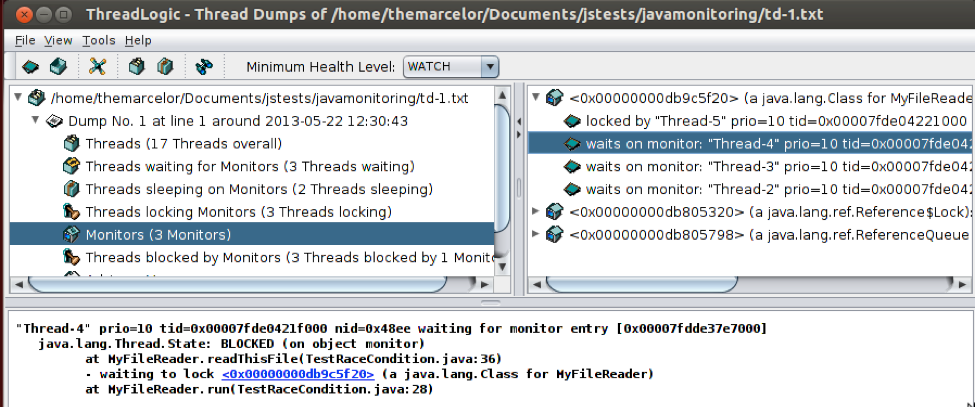 ThreadLogic - Thread Dumps of /home/themarcelor/Documents/jstests/javamonitoring/td-1.txt
File View Tools Help
Minimum Health Level: WATCH
/home/themarcelor/Documents/jstests/javamonitoring/td-1.txt
Dump No. 1 at line 1 around 2013-05-22 12:30:43
Threads (17 Threads overall)
Threads waiting for Monitors (3 Threads waiting)
Threads sleeping on Monitors (2 Threads sleeping)
Threads locking Monitors (3 Threads locking)
Monitors (3 Monitors)
Threads blocked by Monitors (3 Threads blocked by 1 Monit
<0x00000000db9c5f20> (a java.lang.Class for MyFileReade
locked by "Thread-5" prio=10 tid=0x00007fde04221000
waits on monitor: "Thread-4" prio=10 tid=0x00007fde042
waits on monitor: "Thread-3" prio=10 tid=0x00007fde042
waits on monitor: "Thread-2" prio=10 tid=0x00007fde042
<0x00000000db805320> (a java.lang.ref.Reference$Lock):
<0x00000000db805798> (a java.lang.ref.ReferenceQueue
"Thread-4" prio=10 tid=0x00007fde0421f000 nid=0x48ee waiting for monitor entry [0x00007fdde37e7000]
java.lang.Thread.State: BLOCKED (on object monitor)
at MyFileReader.readThisFile(TestRaceCondition.java:36)
- waiting to lock <0x00000000db9c5f20> (a java.lang.Class for MyFileReader)
at MyFileReader.run(TestRaceCondition.java:28)